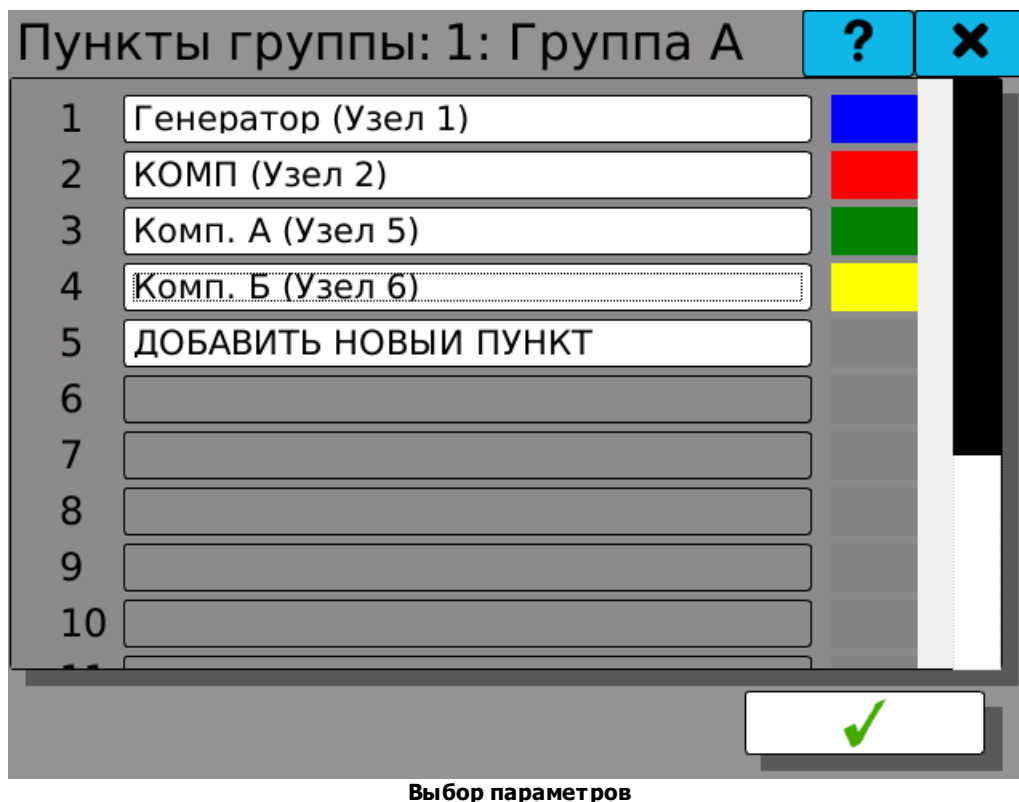 Пункты группы: 1: Группа А ?
1 Генератор (Узел 1)
2 КОМП (Узел 2)
3 Комп. А (Узел 5)
4 Комп. Б (Узел 6)
5 ДОБАВИТЬ НОВЫИ ПУНКТ
6
7
8
9
10
Выбор параметров